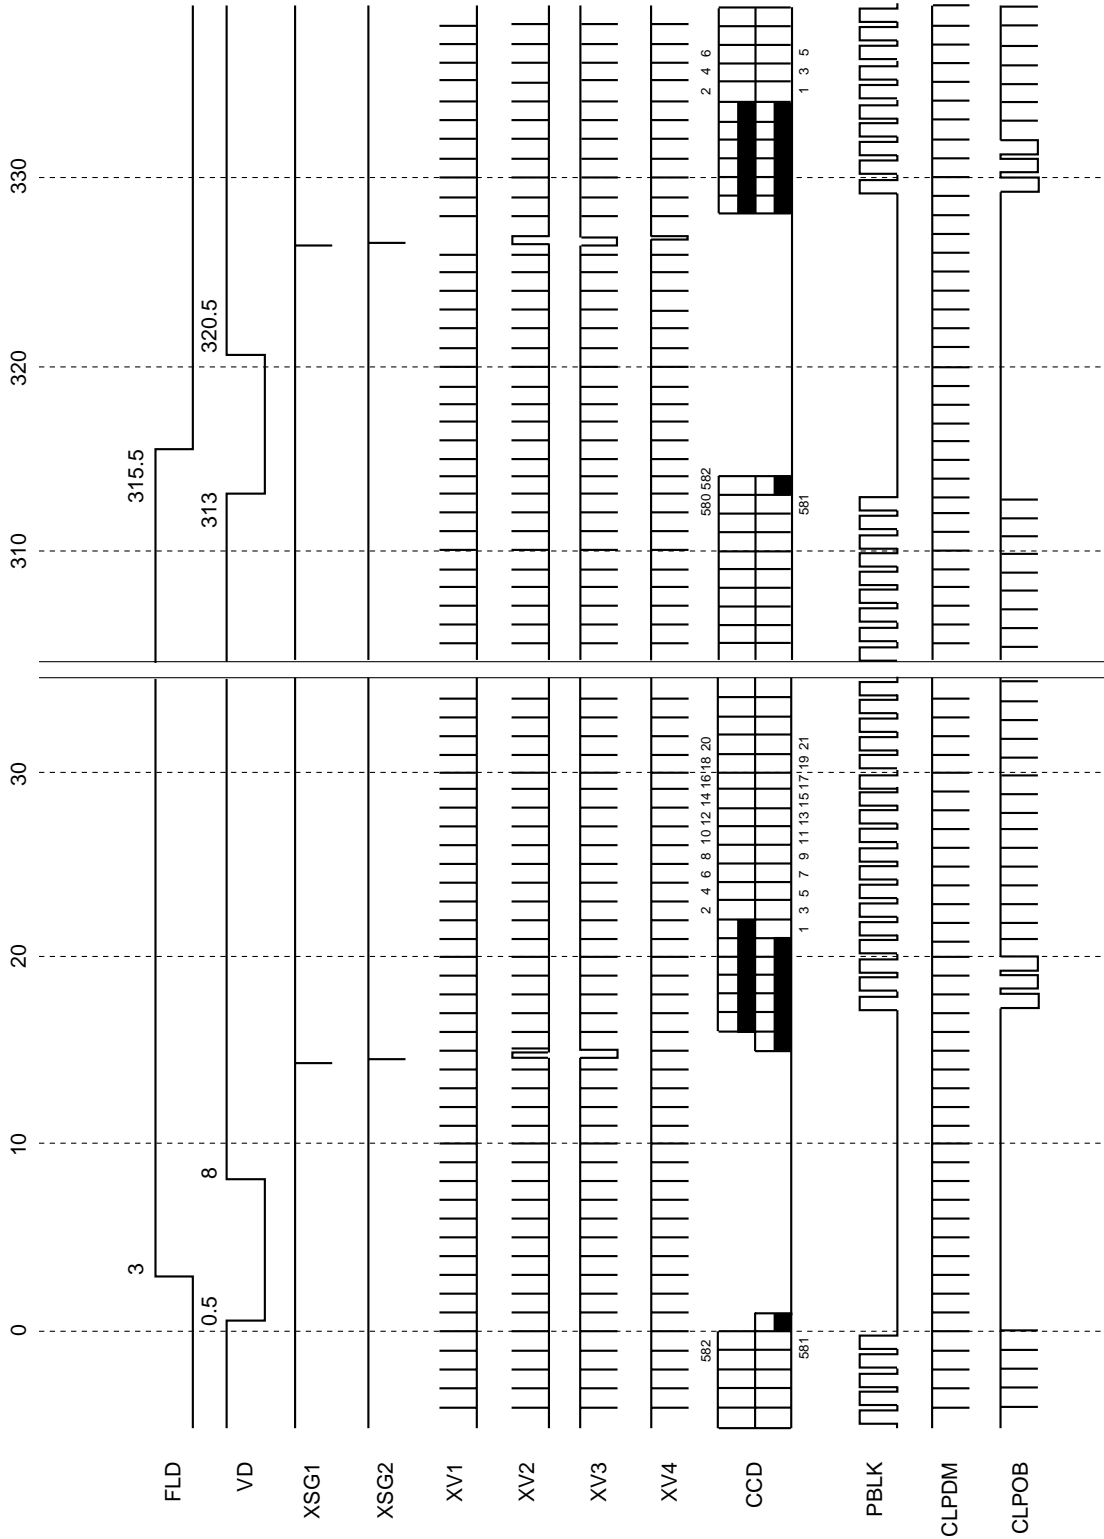 FLD
3
315.5
VD
0.5
8
313
320.5
XSG1
XSG2
XV1
XV2
XV3
XV4
CCD
582
2 4 6 8 10 12 14 16 18 20
580 582
2 4 6
581
1 3 5 7 9 11 13 15 17 19 21
581
1 3 5
PBLK
CLPDM
CLPOB
0
10
20
30
310
320
330